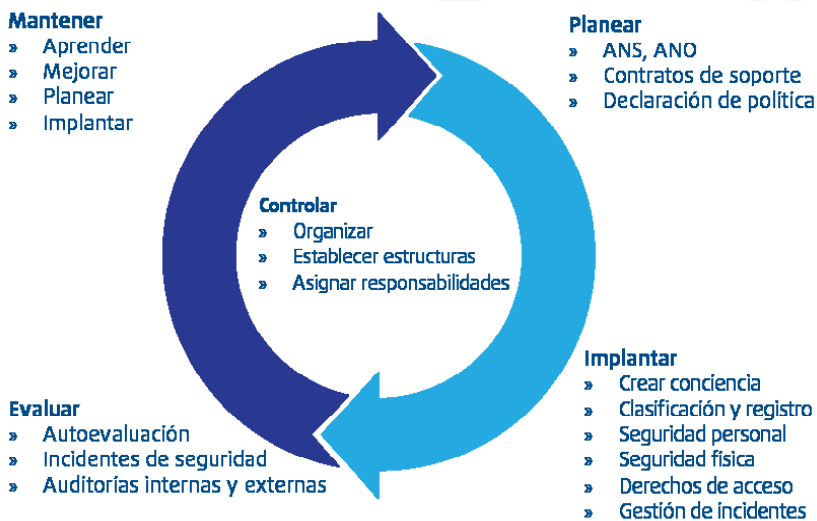 Mantener
» Aprender
» Mejorar
» Planear
» Implantar
Planear
» ANS, ANO
» Contratos de soporte
» Declaración de política
Controlar
» Organizar
» Establecer estructuras
» Asignar responsabilidades
Evaluar
» Autoevaluación
» Incidentes de seguridad
» Auditorías internas y externas
Implantar
» Crear conciencia
» Clasificación y registro
» Seguridad personal
» Seguridad física
» Derechos de acceso
» Gestión de incidentes